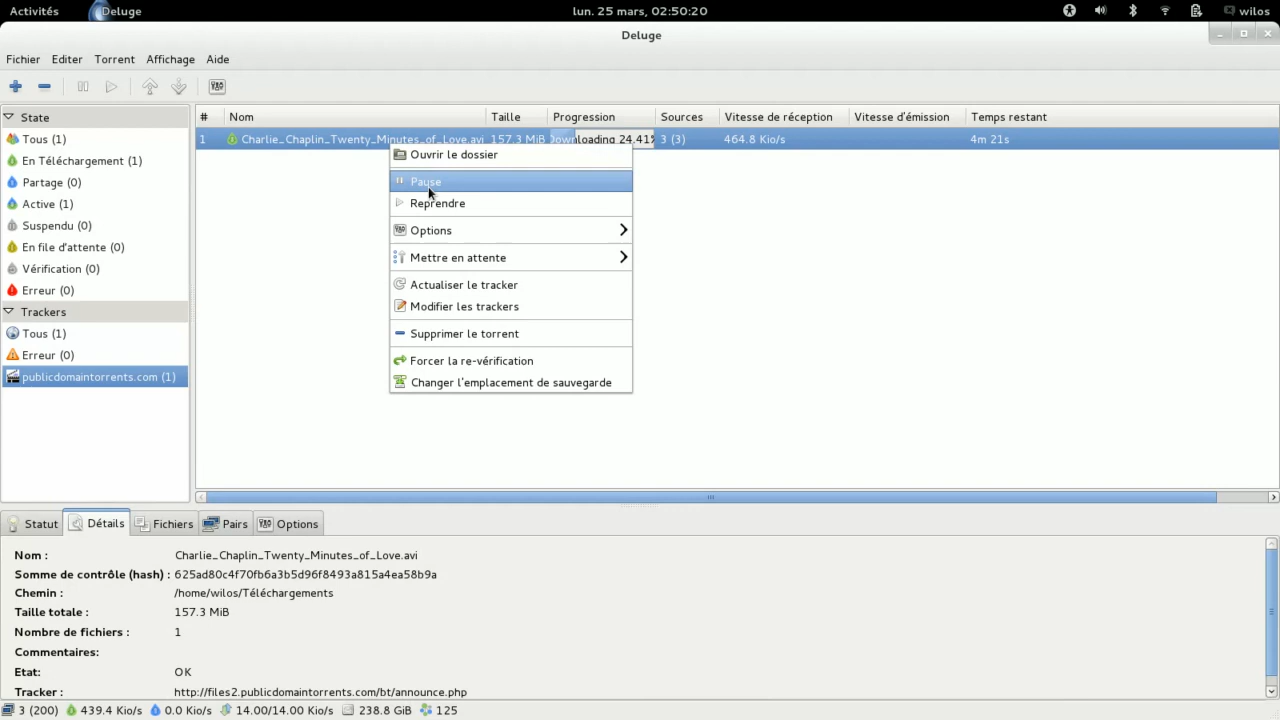 Activités Deluge lun. 25 mars, 02:50:20 wilos
Deluge
Fichier Editer Torrent Affichage Aide
State
Tous (1)
En Téléchargement (1)
Partage (0)
Active (1)
Suspendu (0)
En file d'attente (0)
Vérification (0)
Erreur (0)
Trackers
Tous (1)
Erreur (0)
publicdomaintorrents.com (1)
# Nom Taille Progression Sources Vitesse de réception Vitesse d'émission Temps restant
1 Charlie_Chaplin_Twenty_Minutes_of_Love.avi 157.3 MiB Downloading 24.41% 3 (3) 464.8 Kio/s 4m 21s
Ouvrir le dossier
Pause
Reprendre
Options
Mettre en attente
Actualiser le tracker
Modifier les trackers
Supprimer le torrent
Forcer la re-vérification
Changer l'emplacement de sauvegarde
Statut Détails Fichiers Pairs Options
Nom : Charlie_Chaplin_Twenty_Minutes_of_Love.avi
Somme de contrôle (hash) : 625ad80c4f70fb6a3b5d96f8493a815a4ea58b9a
Chemin : /home/wilos/Téléchargements
Taille totale : 157.3 MiB
Nombre de fichiers : 1
Commentaires:
Etat: OK
Tracker : http://files2.publicdomaintorrents.com/bt/announce.php
3 (200) 439.4 Kio/s 0.0 Kio/s 14.00/14.00 Kio/s 238.8 GiB 125